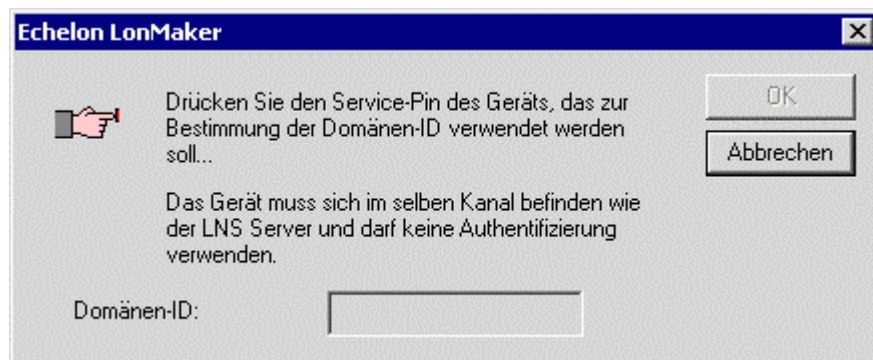 Echelon LonMaker
Drücken Sie den Service-Pin des Geräts, das zur
Bestimmung der Domänen-ID verwendet werden
soll...
OK
Abbrechen
Das Gerät muss sich im selben Kanal befinden wie
der LNS Server und darf keine Authentifizierung
verwenden.
Domänen-ID: